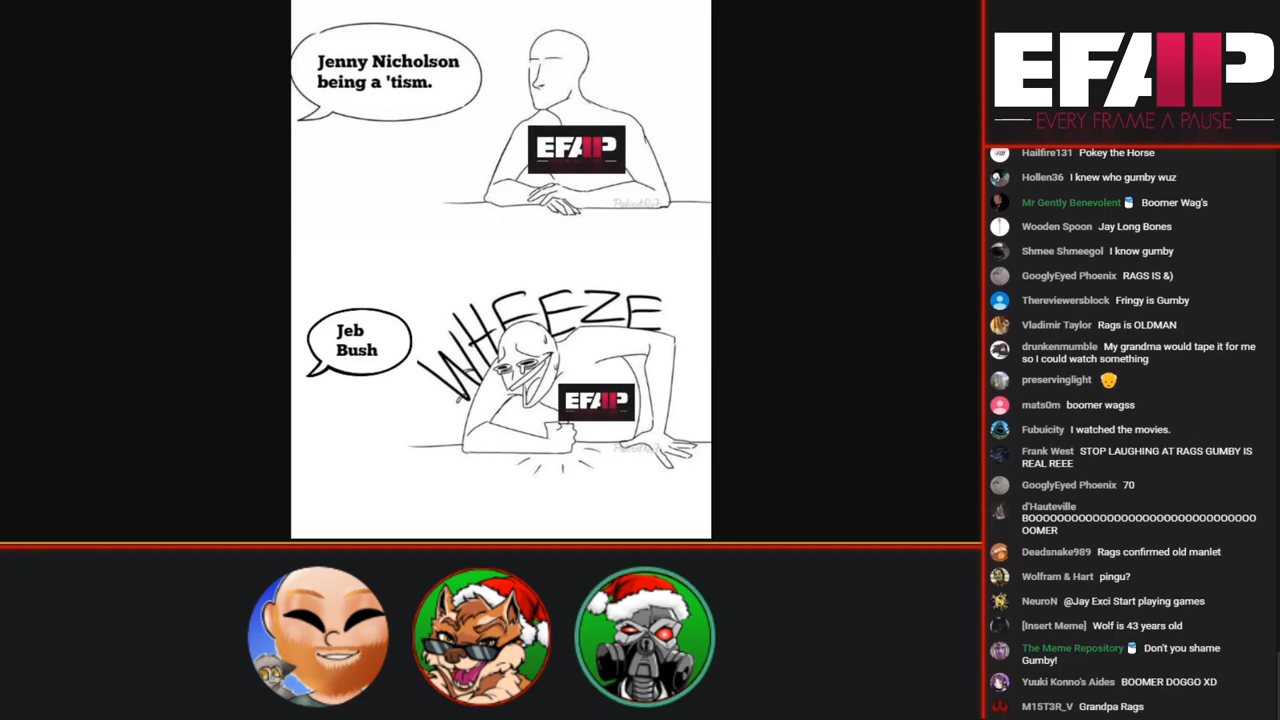 Jenny Nicholson
being a 'tism.
EFAP
WHEEZE
Jeb
Bush
EFAP
EFAP
EVERY FRAME A PAUSE
Hailfire131 Pokey the Horse
Hollen36 I knew who gumby wuz
Mr Gently Benevolent Boomer Wag's
Wooden Spoon Jay Long Bones
Shmee Shmeegol I know gumby
GooglyEyed Phoenix RAGS IS &)
Thereviewersblock Fringy is Gumby
Vladimir Taylor Rags is OLDMAN
drunkenmumble My grandma would tape it for me
so I could watch something
preservinglight 👴
mats0m boomer wagss
Fubuicity I watched the movies.
Frank West STOP LAUGHING AT RAGS GUMBY IS
REAL REEE
GooglyEyed Phoenix 70
d'Hauteville
BOOOOOOOOOOOOOOOOOOOOOOOOOOOOOOOO
OOMER
Deadsnake989 Rags confirmed old manlet
Wolfram & Hart pingu?
NeuroN @Jay Exci Start playing games
[Insert Meme] Wolf is 43 years old
The Meme Repository Don't you shame
Gumby!
Yuuki Konno's Aides BOOMER DOGGO XD
M15T3R_V Grandpa Rags